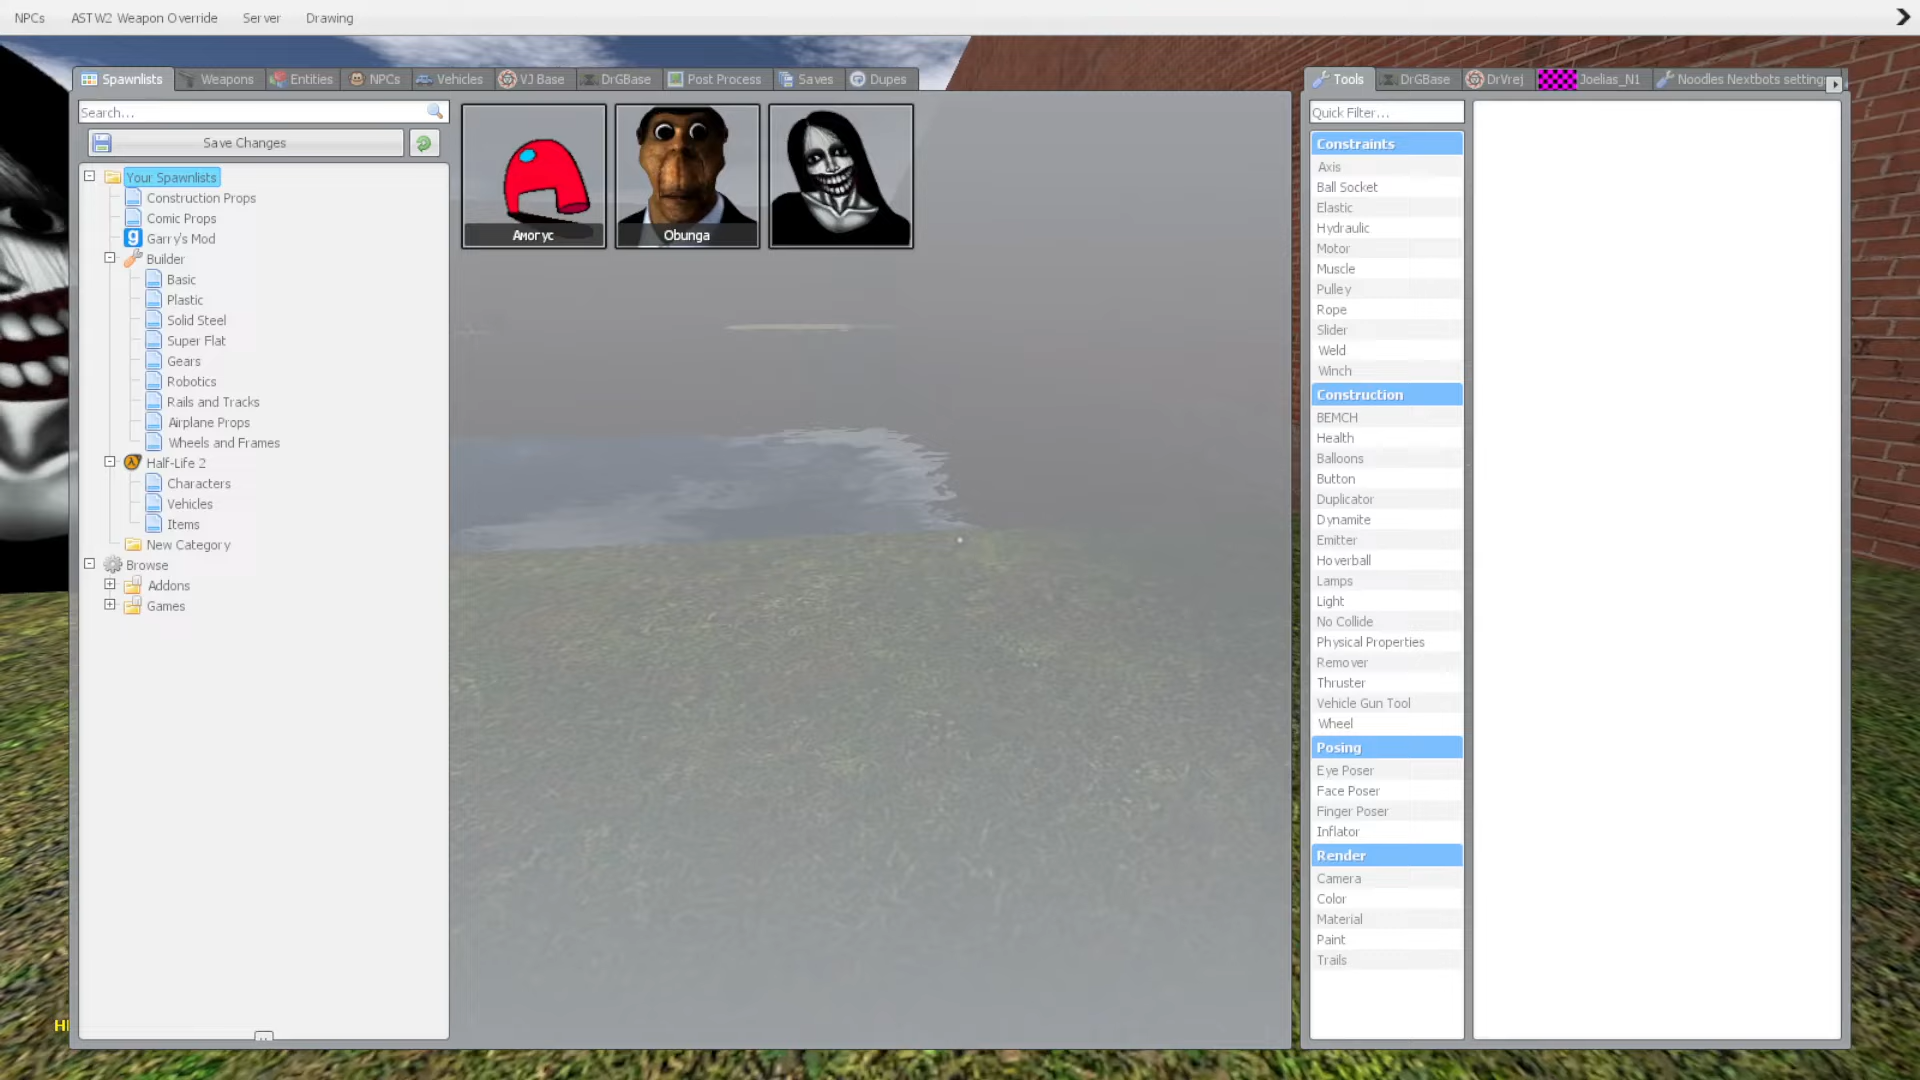 NPCs ASTW2 Weapon Override Server Drawing
Spawnlists Weapons Entities NPCs Vehicles VJ Base DrGBase Post Process Saves Dupes
Search...
Save Changes
Your Spawnlists
Construction Props
Comic Props
Garry's Mod
Builder
Basic
Plastic
Solid Steel
Super Flat
Gears
Robotics
Rails and Tracks
Airplane Props
Wheels and Frames
Half-Life 2
Characters
Vehicles
Items
New Category
Browse
Addons
Games
Амогус
Obunga
Tools DrGBase DrVrej Joelias_N1 Noodles Nextbots setting
Quick Filter...
Constraints
Axis
Ball Socket
Elastic
Hydraulic
Motor
Muscle
Pulley
Rope
Slider
Weld
Winch
Construction
BEMCH
Health
Balloons
Button
Duplicator
Dynamite
Emitter
Hoverball
Lamps
Light
No Collide
Physical Properties
Remover
Thruster
Vehicle Gun Tool
Wheel
Posing
Eye Poser
Face Poser
Finger Poser
Inflator
Render
Camera
Color
Material
Paint
Trails